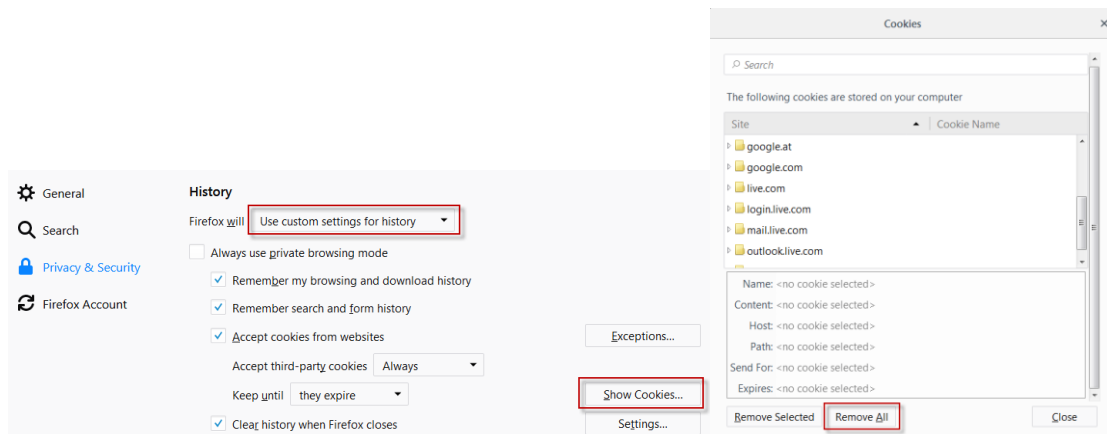 General
Search
Privacy & Security
Firefox Account
History
Firefox will Use custom settings for history
Always use private browsing mode
Remember my browsing and download history
Remember search and form history
Accept cookies from websites Exceptions...
Accept third-party cookies Always
Keep until they expire Show Cookies...
Clear history when Firefox closes Settings...
Cookies
Search
The following cookies are stored on your computer
Site Cookie Name
google.at
google.com
live.com
login.live.com
mail.live.com
outlook.live.com
Name: <no cookie selected>
Content: <no cookie selected>
Host: <no cookie selected>
Path: <no cookie selected>
Send For: <no cookie selected>
Expires: <no cookie selected>
Remove Selected Remove All Close